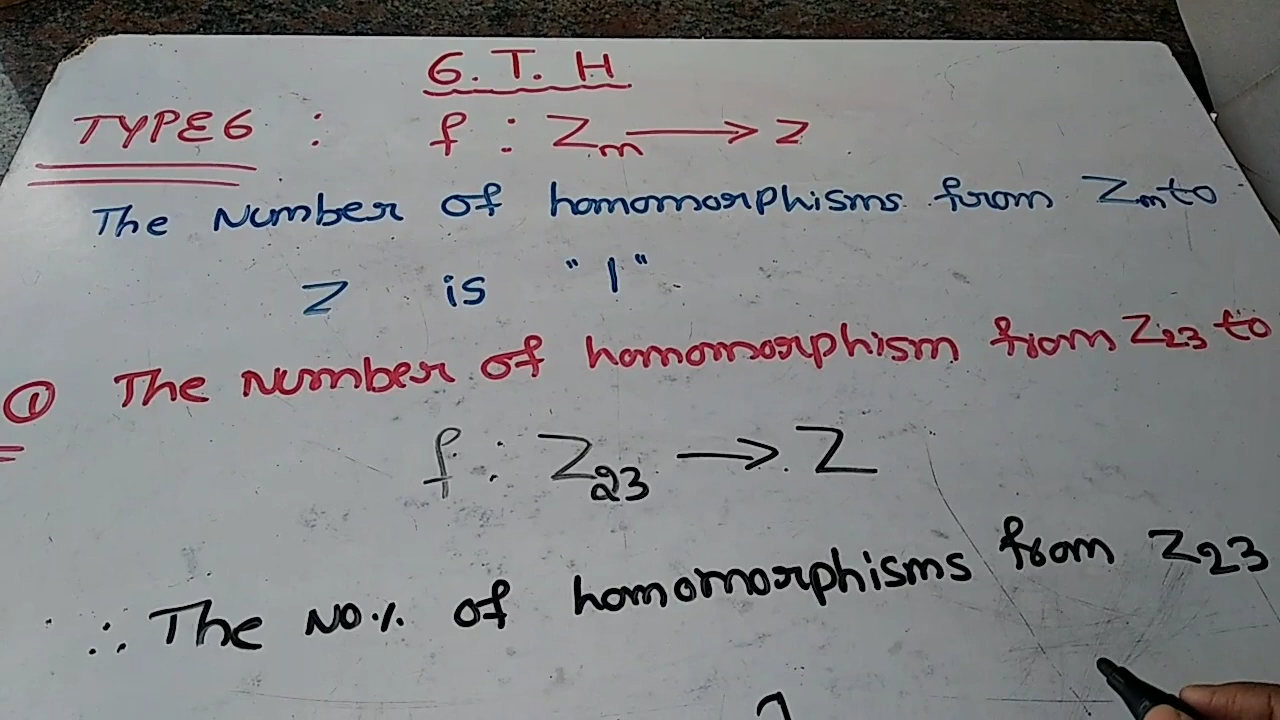 G.T.H
TYPE6 : f : Zm → Z
The Number of homomorphisms from Zm to
Z is "1"
① The Number of homomorphism from Z23 to
f : Z23 → Z
∴ The No.% of homomorphisms from Z23